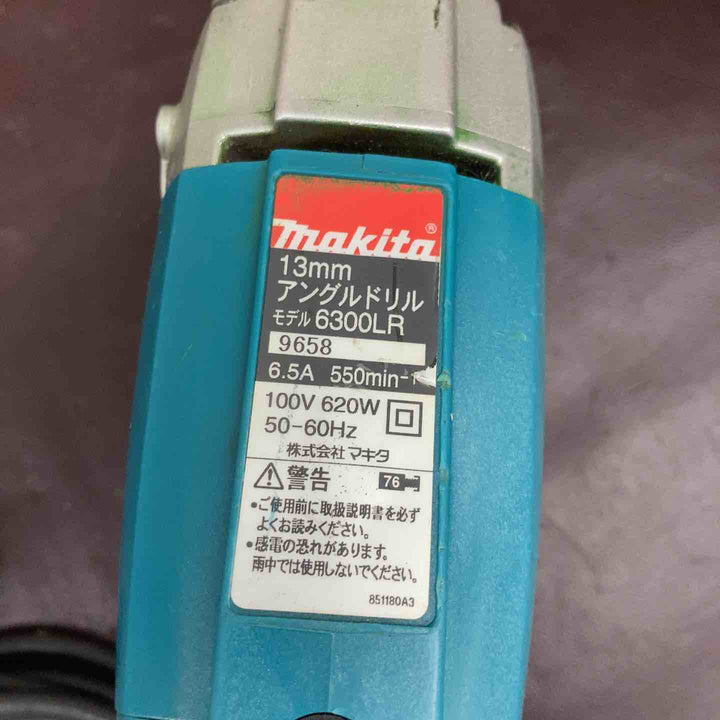 makita®
13mm
アングルドリル
モデル 6300LR
9658
6.5A 550min-1
100V 620W
50-60Hz
株式会社 マキタ
警告
76
•ご使用前に取扱説明書を必ず
よくお読みください。
•感電の恐れがあります。
雨中では使用しないでください。
851180A3